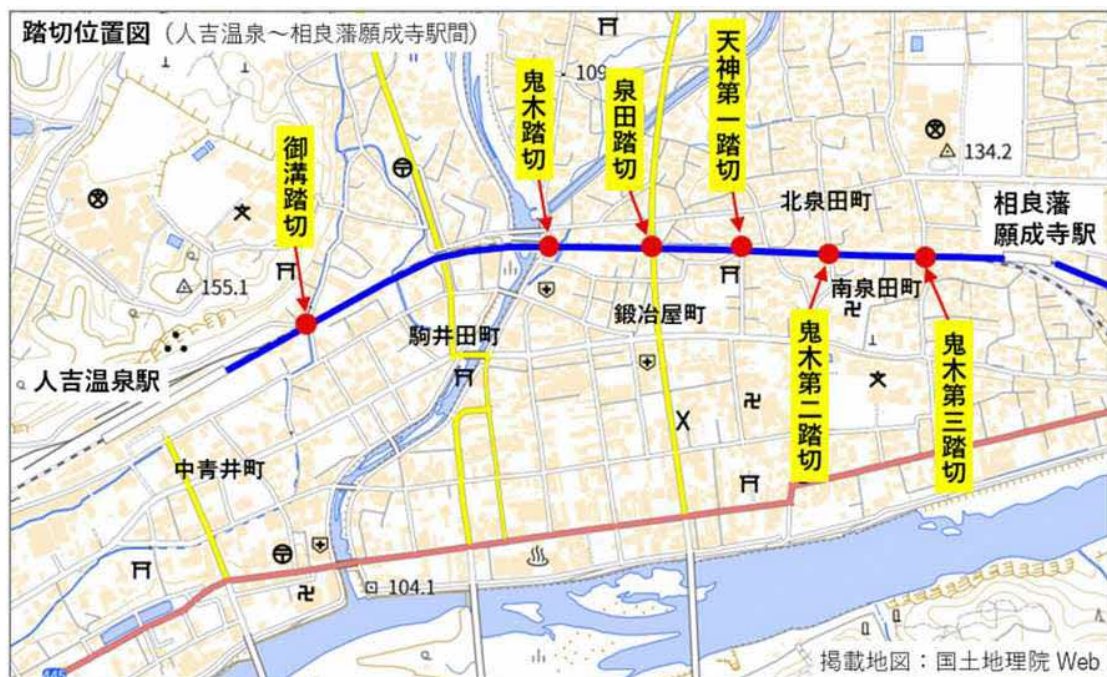 踏切位置図（人吉温泉〜相良藩願成寺駅間）
109
天神第一踏切
鬼木踏切
泉田踏切
御溝踏切
134.2
北泉田町
相良藩
願成寺駅
155.1
南泉田町
駒井田町
鍛冶屋町
人吉温泉駅
鬼木第二踏切
鬼木第三踏切
中青井町
104.1
445
掲載地図：国土地理院 Web